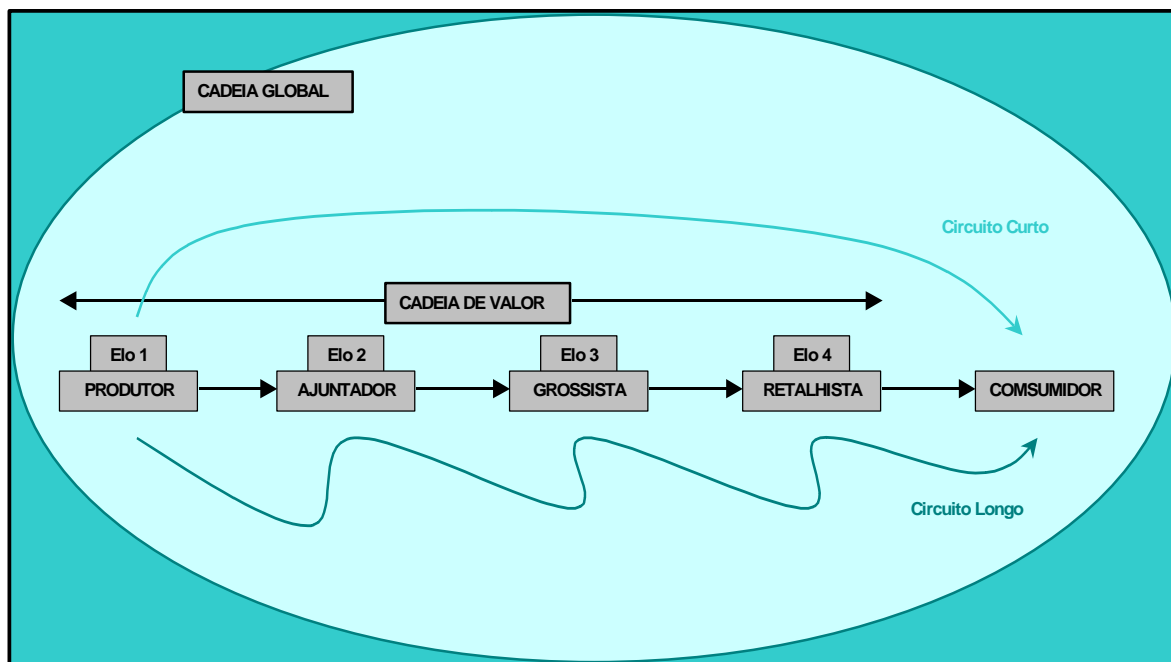 CADEIA GLOBAL
Circuito Curto
CADEIA DE VALOR
Elo 1
Elo 2
Elo 3
Elo 4
PRODUTOR
AJUNTADOR
GROSSISTA
RETALHISTA
COMSUMIDOR
Circuito Longo